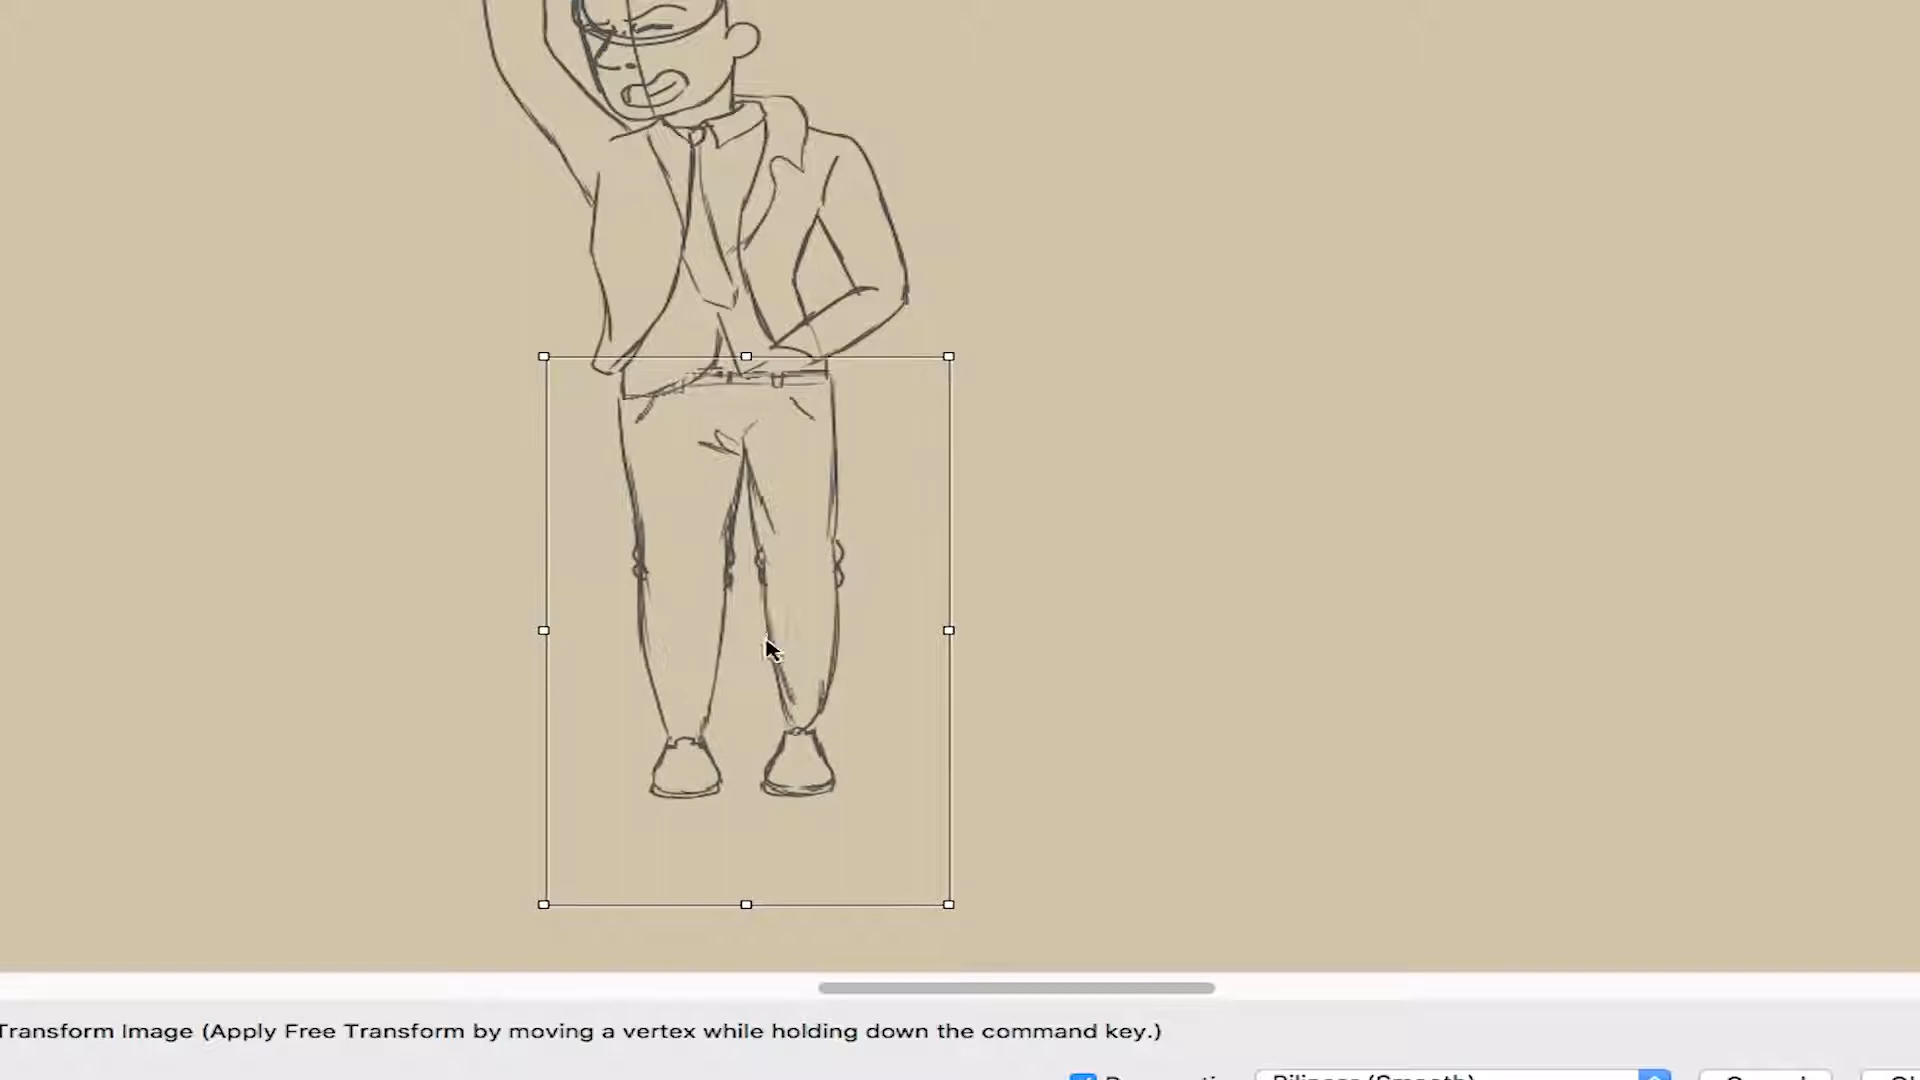 Transform Image (Apply Free Transform by moving a vertex while holding down the command key.)